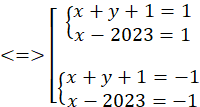 x + y + 1 = 1
x − 2023 = 1
<=>
x + y + 1 = −1
x − 2023 = −1